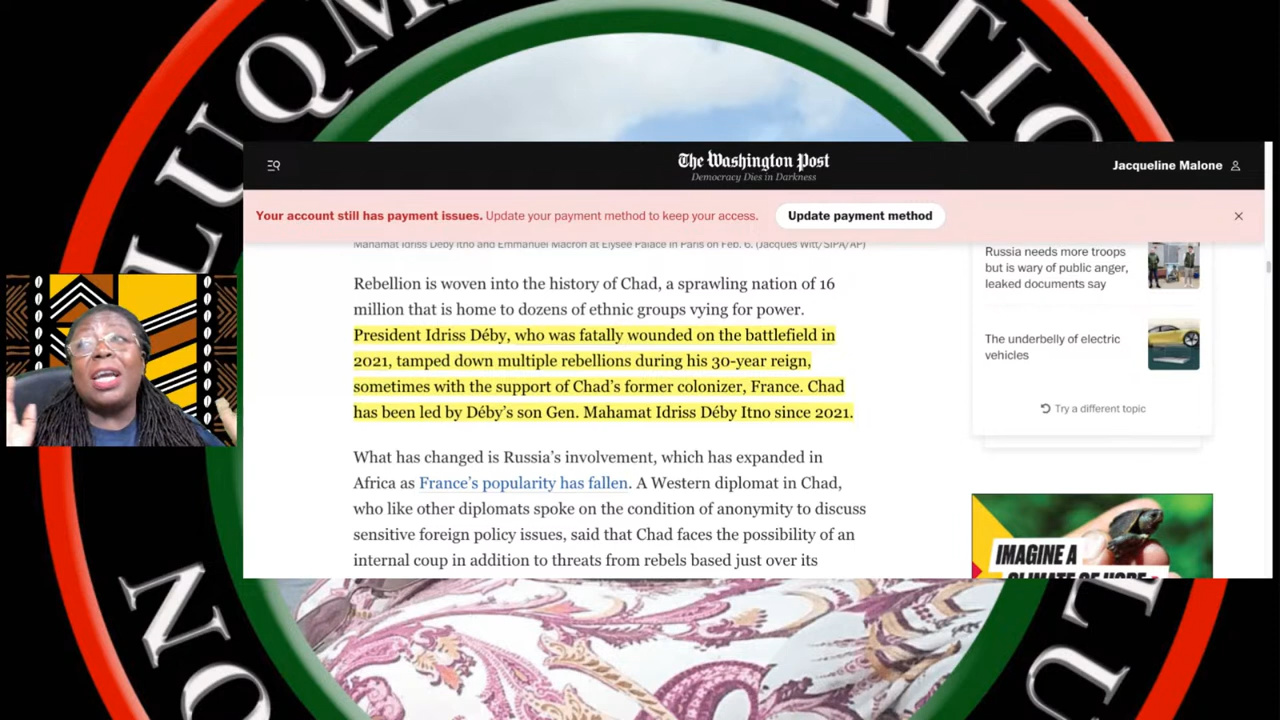 LUQM
ATIO
The Washington Post
Democracy Dies in Darkness
Jacqueline Malone
Your account still has payment issues. Update your payment method to keep your access.
Update payment method
Mahamat Idriss Déby Itno and Emmanuel Macron at Élysée Palace in Paris on Feb. 6. (Jacques Witt/SIPA/AP)
Rebellion is woven into the history of Chad, a sprawling nation of 16
million that is home to dozens of ethnic groups vying for power.
President Idriss Déby, who was fatally wounded on the battlefield in
2021, tamped down multiple rebellions during his 30-year reign,
sometimes with the support of Chad's former colonizer, France. Chad
has been led by Déby's son Gen. Mahamat Idriss Déby Itno since 2021.
What has changed is Russia's involvement, which has expanded in
Africa as France's popularity has fallen. A Western diplomat in Chad,
who like other diplomats spoke on the condition of anonymity to discuss
sensitive foreign policy issues, said that Chad faces the possibility of an
internal coup in addition to threats from rebels based just over its
Russia needs more troops
but is wary of public anger,
leaked documents say
The underbelly of electric
vehicles
Try a different topic
IMAGINE A
CLIMATE OF HOPE
NO
LTU